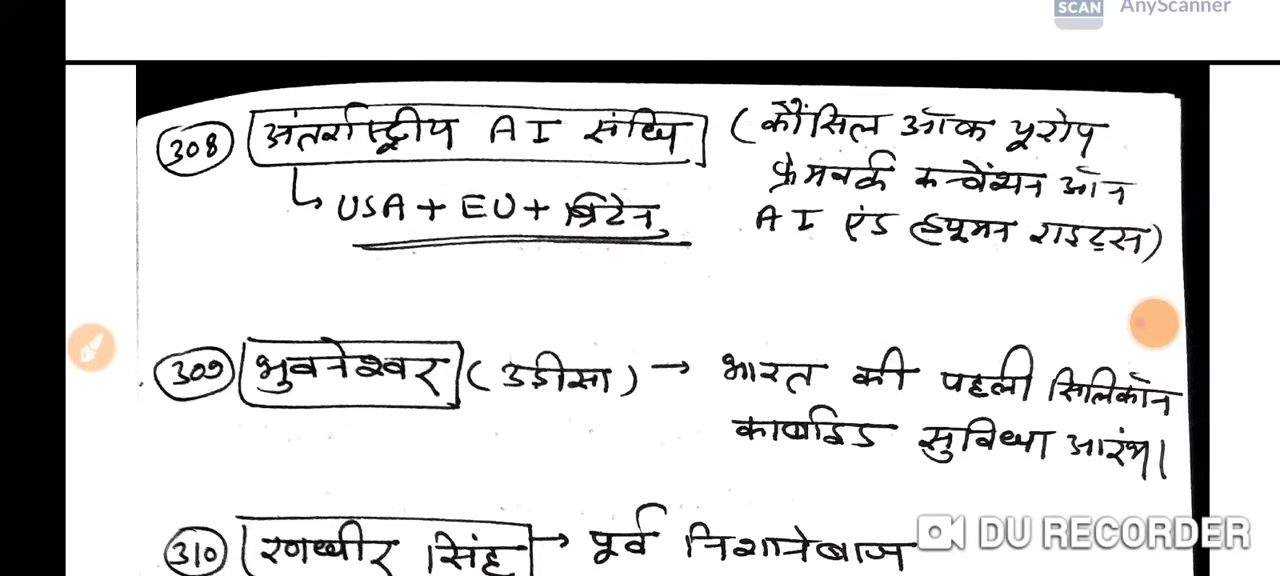 SCAN AnyScanner
308 अंतर्राष्ट्रीय AI संधि (कौंसिल ऑफ यूरोप
फ्रेमवर्क कन्वेंशन ऑन
↳ USA + EU + ब्रिटेन, AI एंड ह्यूमन राइट्स)
309 भुवनेश्वर (उड़ीसा) → भारत की पहली सिलिकॉन
कार्बाइड सुविधा आरंभ।
310 रणधीर सिंह → पूर्व निशानेबाज
DU RECORDER